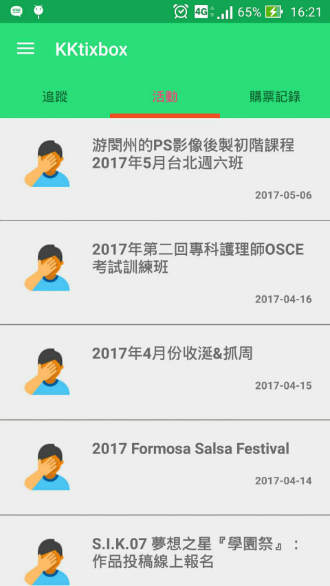 4G 65% 16:21
KKtixbox
追蹤 活動 購票記錄
游閔州的PS影像後製初階課程
2017年5月台北週六班
2017-05-06
2017年第二回專科護理師OSCE
考試訓練班
2017-04-16
2017年4月份收涎&抓周
2017-04-15
2017 Formosa Salsa Festival
2017-04-14
S.I.K.07 夢想之星『學園祭』：
作品投稿線上報名